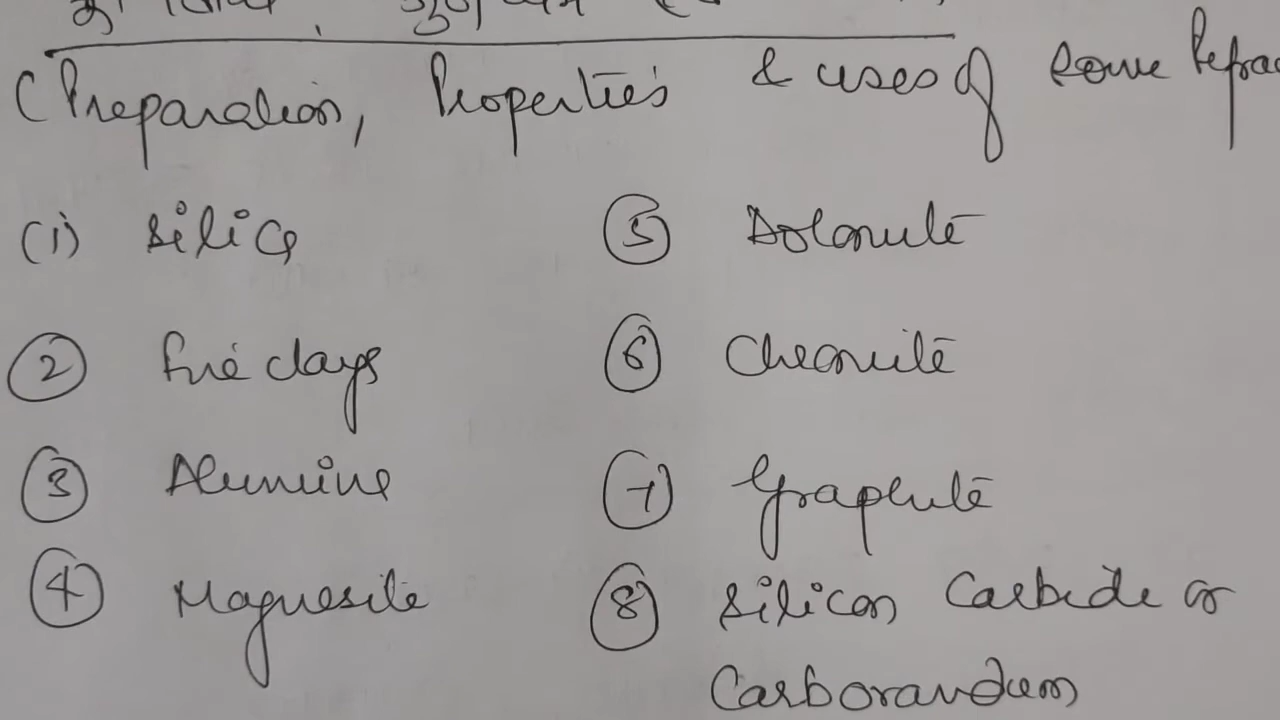 (Preparation, Properties & uses of some Refrac
(1) Silica
2 Fire clays
3 Alumina
4 Magnesite
5 Dolomite
6 Chromite
7 Graphite
8 Silicon Carbide or
Carborandum